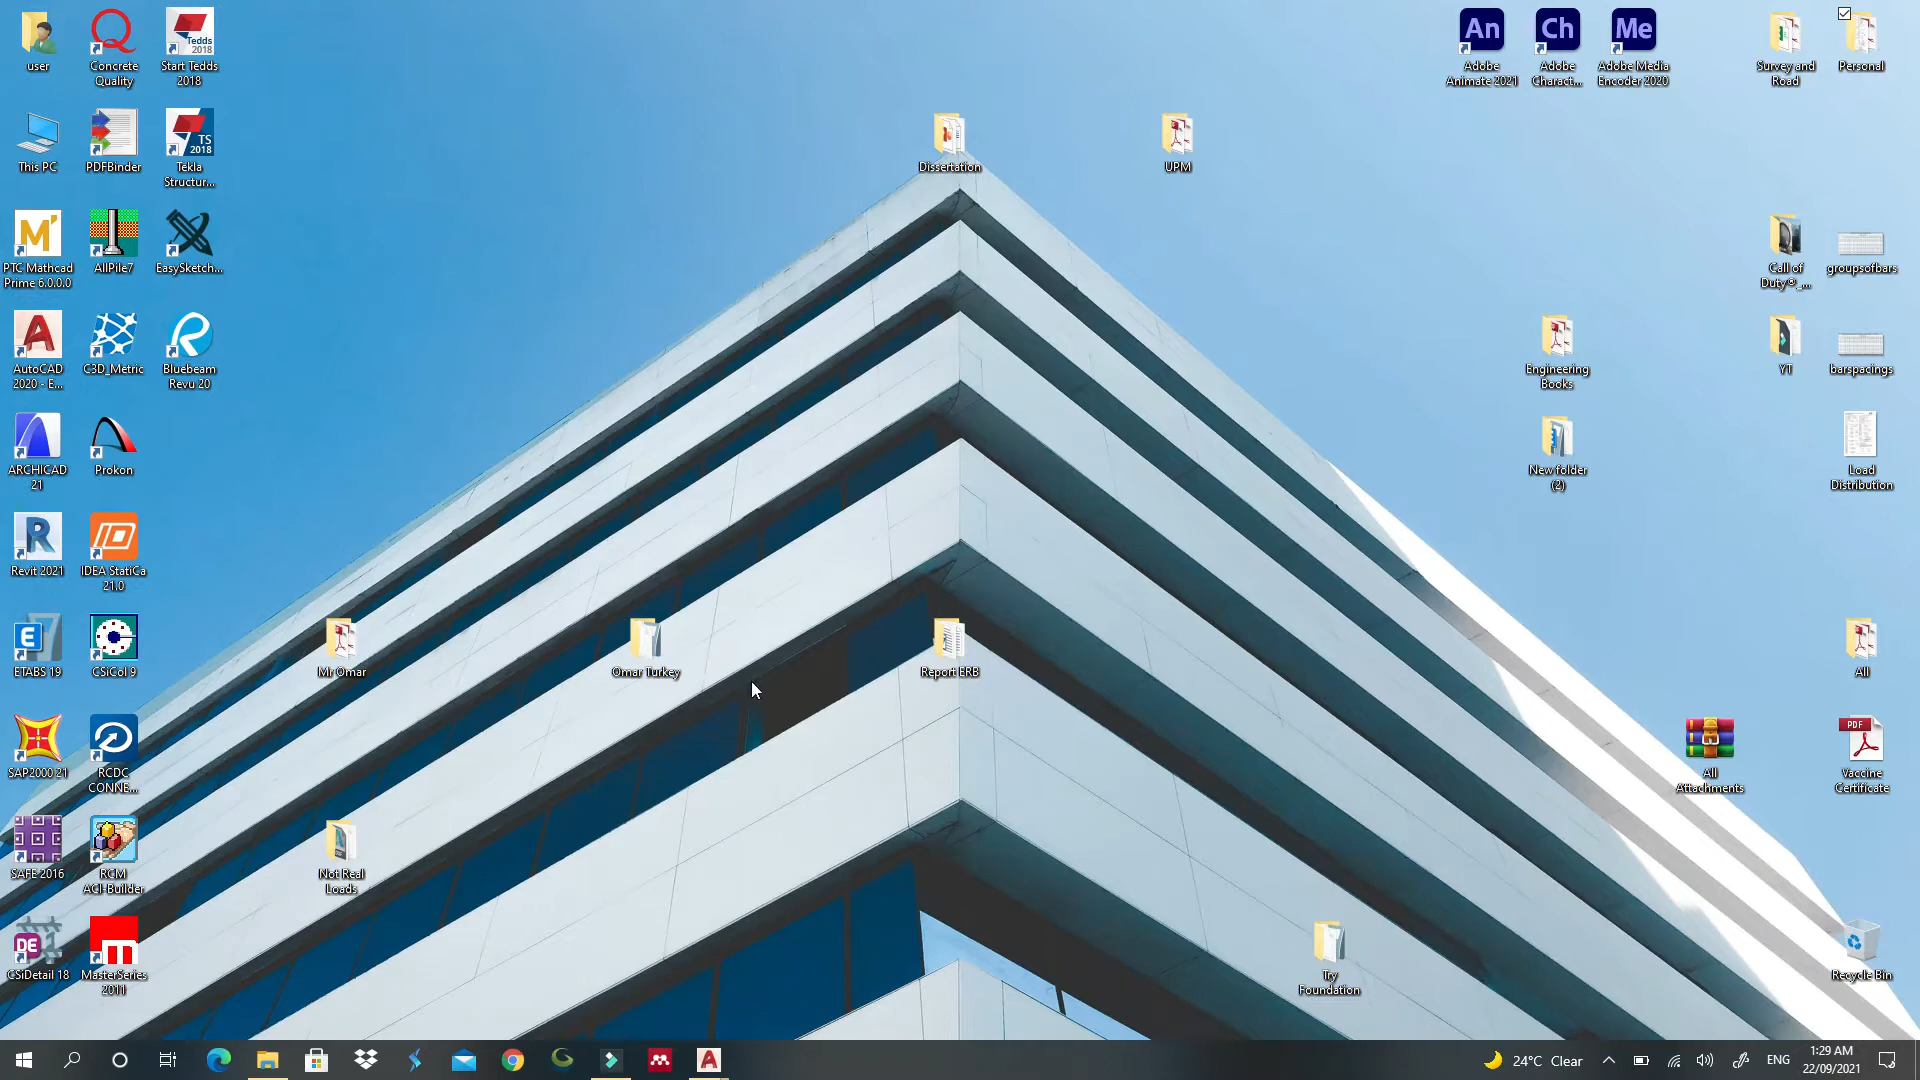 user
Concrete
Quality
Tedds
2018
Start Tedds
2018
An
Adobe
Animate 2021
Ch
Adobe
Charact...
Me
Adobe Media
Encoder 2020
Survey and
Road
Personal
This PC
PDFBinder
TS
2018
Tekla
Structur...
Dissertation
UPM
PTC Mathcad
Prime 6.0.0.0
AllPile7
EasySketch...
Call of
Duty®_...
groupsofbars
AutoCAD
2020 - E...
C3D_Metric
Bluebeam
Revu 20
Engineering
Books
YT
barspacings
ARCHICAD
21
Prokon
New folder
(2)
Load
Distribution
Revit 2021
IDEA StatiCa
21.0
ETABS 19
CSiCol 9
Mr Omar
Omar Turkey
Report ERB
All
SAP2000 21
RCDC
CONNE...
All
Attachments
PDF
Vaccine
Certificate
SAFE 2016
RCM
ACI-Builder
Not Real
Loads
DE
CSiDetail 18
MasterSeries
2011
Try
Foundation
Recycle Bin
24°C Clear
ENG
1:29 AM
22/09/2021